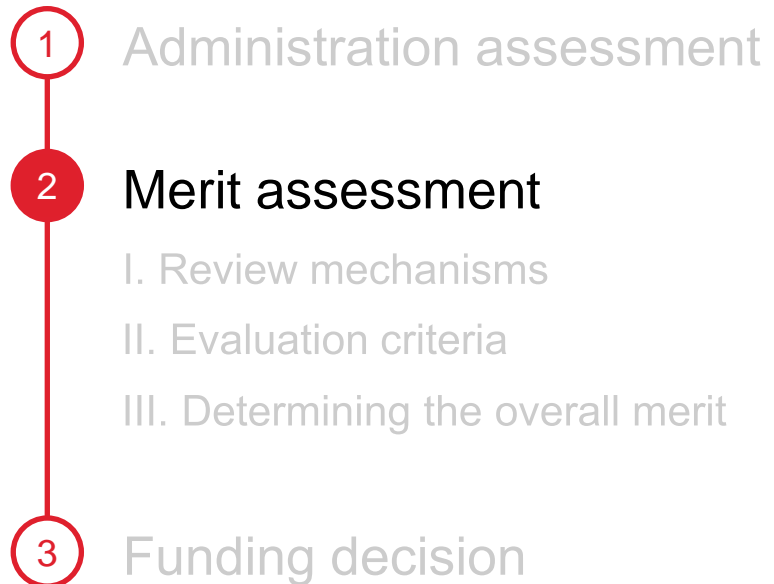 1 Administration assessment
2 Merit assessment
I. Review mechanisms
II. Evaluation criteria
III. Determining the overall merit
3 Funding decision